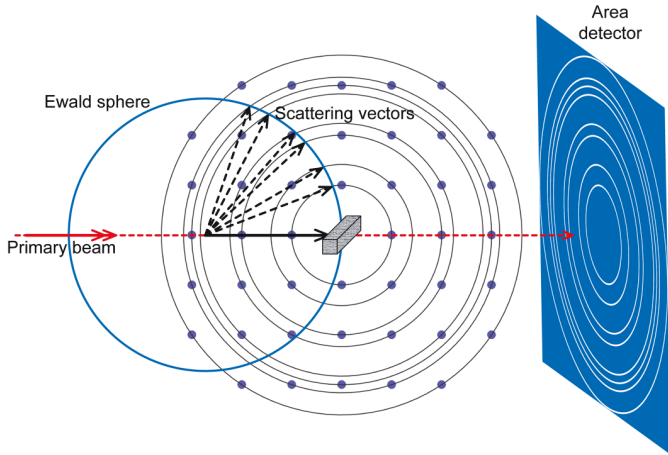 Area
detector
Ewald sphere
Scattering vectors
Primary beam